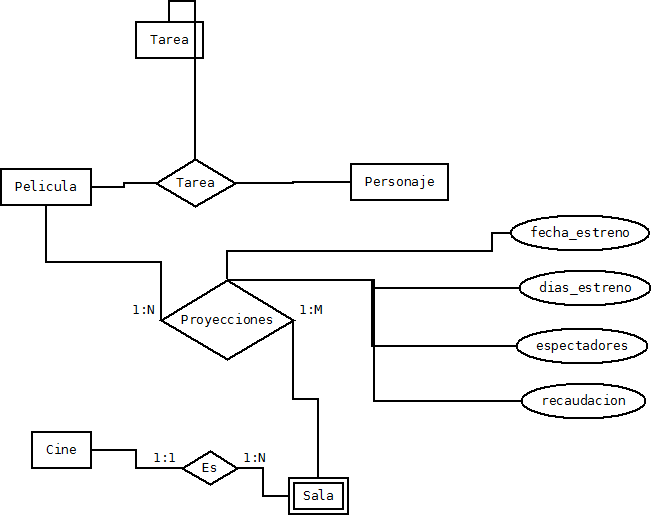 Tarea
Pelicula
Tarea
Personaje
fecha_estreno
dias_estreno
1:N
Proyecciones
1:M
espectadores
recaudacion
Cine
1:1
Es
1:N
Sala